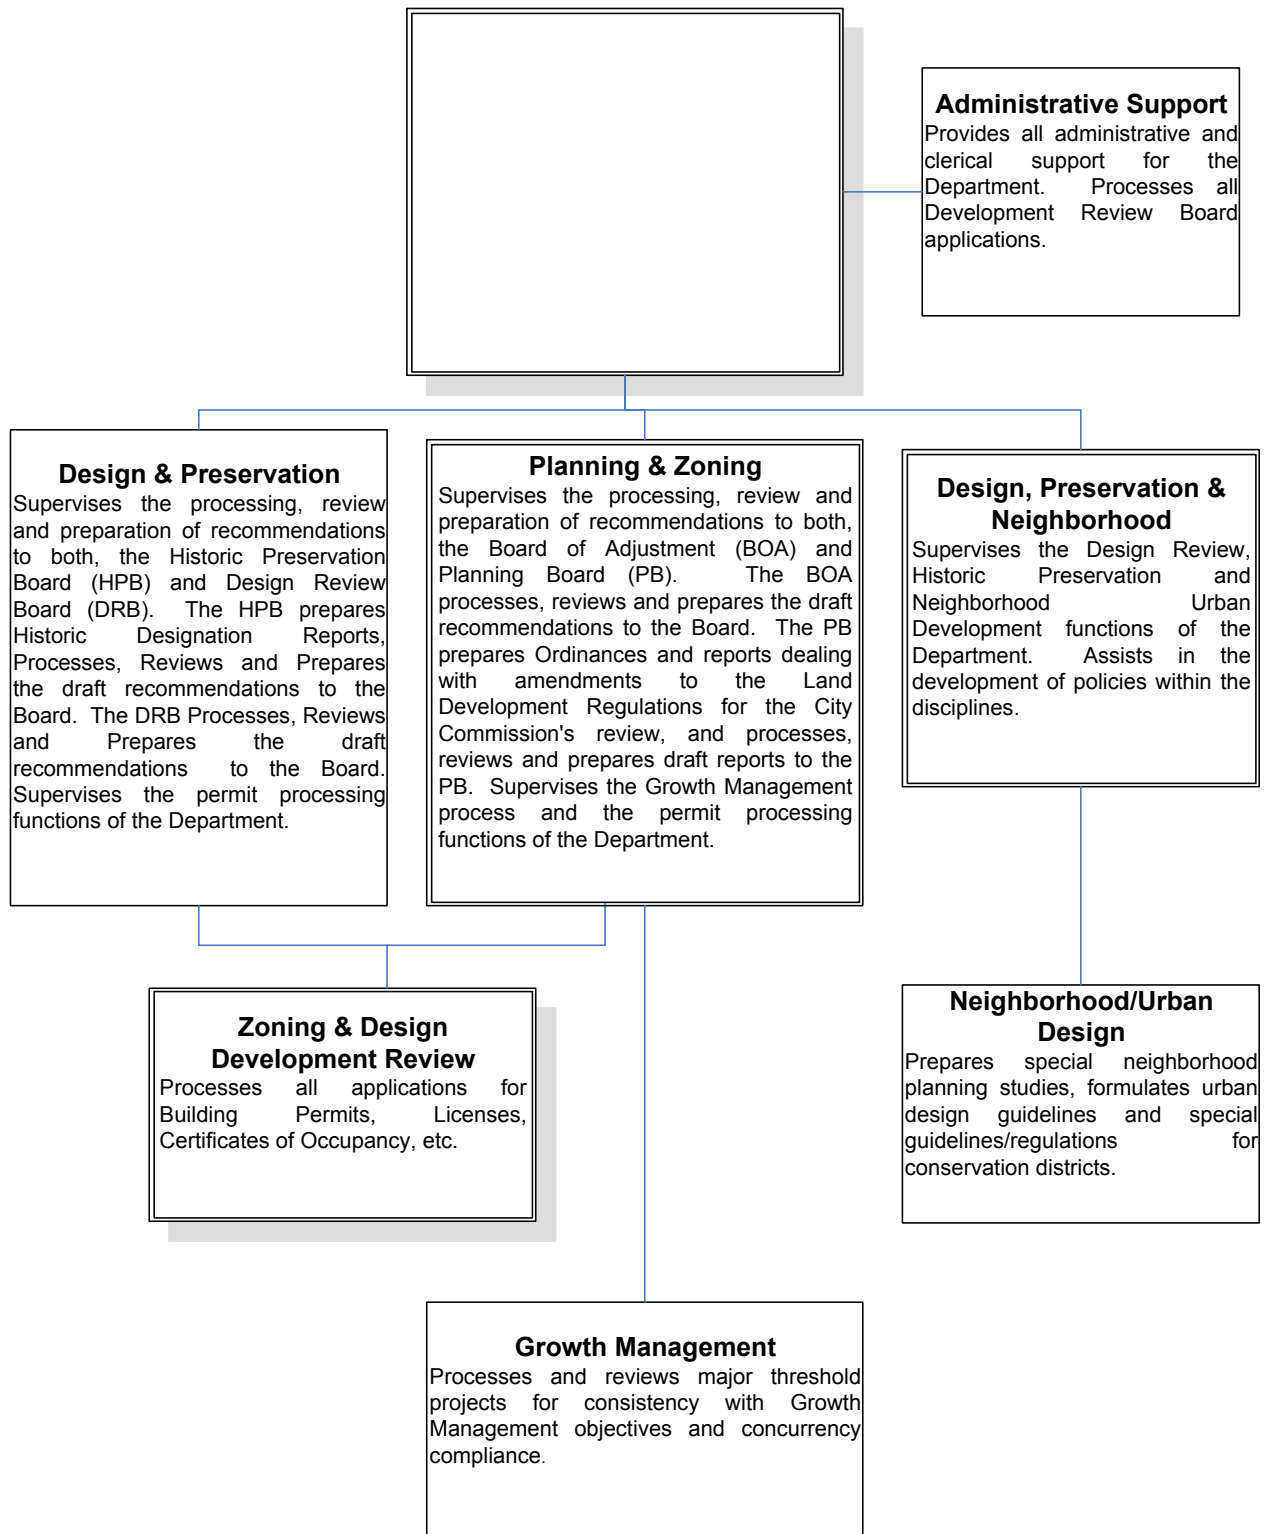 Administrative Support
Provides all administrative and
clerical support for the
Department. Processes all
Development Review Board
applications.
Design & Preservation
Supervises the processing, review
and preparation of recommendations
to both, the Historic Preservation
Board (HPB) and Design Review
Board (DRB). The HPB prepares
Historic Designation Reports,
Processes, Reviews and Prepares
the draft recommendations to the
Board. The DRB Processes, Reviews
and Prepares the draft
recommendations to the Board.
Supervises the permit processing
functions of the Department.
Planning & Zoning
Supervises the processing, review and
preparation of recommendations to both,
the Board of Adjustment (BOA) and
Planning Board (PB). The BOA
processes, reviews and prepares the draft
recommendations to the Board. The PB
prepares Ordinances and reports dealing
with amendments to the Land
Development Regulations for the City
Commission's review, and processes,
reviews and prepares draft reports to the
PB. Supervises the Growth Management
process and the permit processing
functions of the Department.
Design, Preservation &
Neighborhood
Supervises the Design Review,
Historic Preservation and
Neighborhood Urban
Development functions of the
Department. Assists in the
development of policies within the
disciplines.
Zoning & Design
Development Review
Processes all applications for
Building Permits, Licenses,
Certificates of Occupancy, etc.
Neighborhood/Urban
Design
Prepares special neighborhood
planning studies, formulates urban
design guidelines and special
guidelines/regulations for
conservation districts.
Growth Management
Processes and reviews major threshold
projects for consistency with Growth
Management objectives and concurrency
compliance.